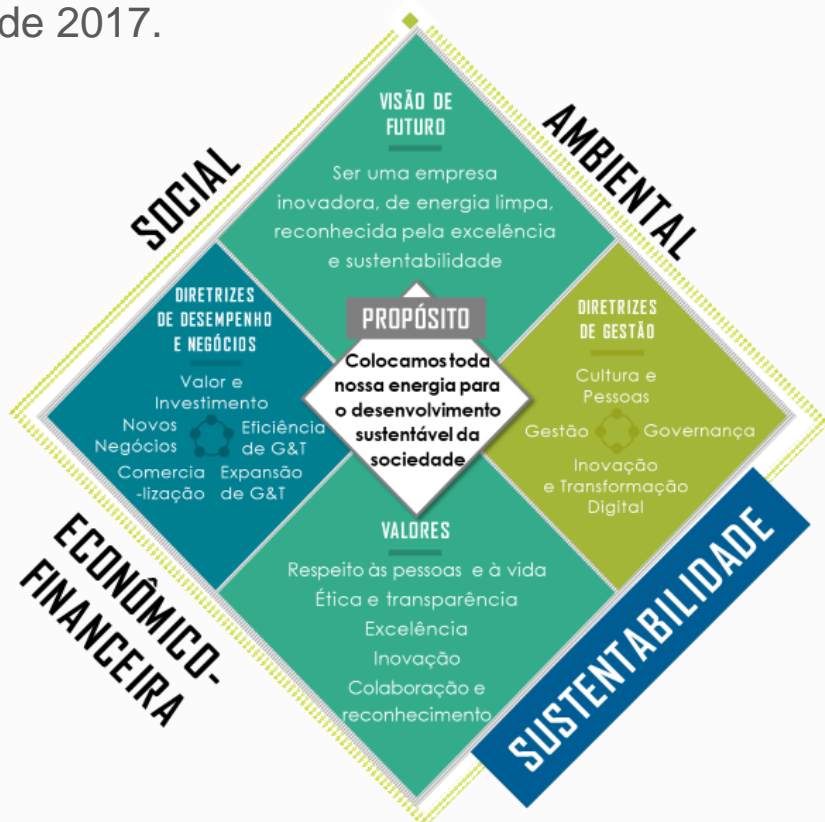 de 2017.
SOCIAL
AMBIENTAL
VISÃO DE
FUTURO
Ser uma empresa
inovadora, de energia limpa,
reconhecida pela excelência
e sustentabilidade
DIRETRIZES
DE DESEMPENHO
E NEGÓCIOS
Valor e
Investimento
Novos
Negócios
Eficiência
de G&T
Comercia
-lização
Expansão
de G&T
PROPÓSITO
Colocamos toda
nossa energia para
o desenvolvimento
sustentável da
sociedade
DIRETRIZES
DE GESTÃO
Cultura e
Pessoas
Gestão
Governança
Inovação
e Transformação
Digital
VALORES
Respeito às pessoas e à vida
Ética e transparência
Excelência
Inovação
Colaboração e
reconhecimento
ECONÔMICO-
FINANCEIRA
SUSTENTABILIDADE